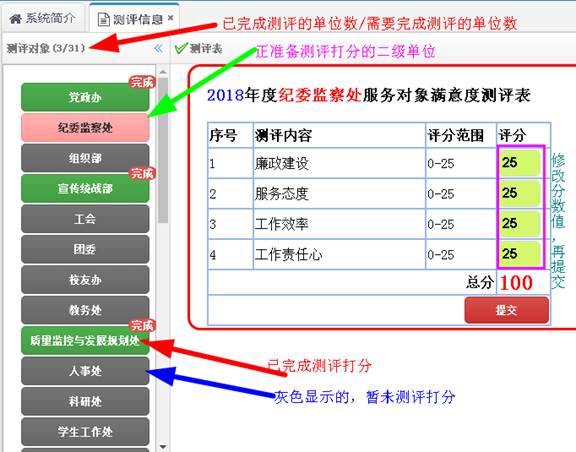 系统简介 测评信息 ×
已完成测评的单位数/需要完成测评的单位数
测评对象(3/31) « 测评表
正准备测评打分的二级单位
完成
党政办
纪委监察处
组织部
完成
宣传统战部
工会
团委
校友办
教务处
完成
质量监控与发展规划处
人事处
科研处
学生工作处
2018年度纪委监察处服务对象满意度测评表
序号 测评内容 评分范围 评分
1 廉政建设 0-25 25
2 服务态度 0-25 25
3 工作效率 0-25 25
4 工作责任心 0-25 25
总分 100
提交
修改分数值，再提交
已完成测评打分
灰色显示的，暂未测评打分